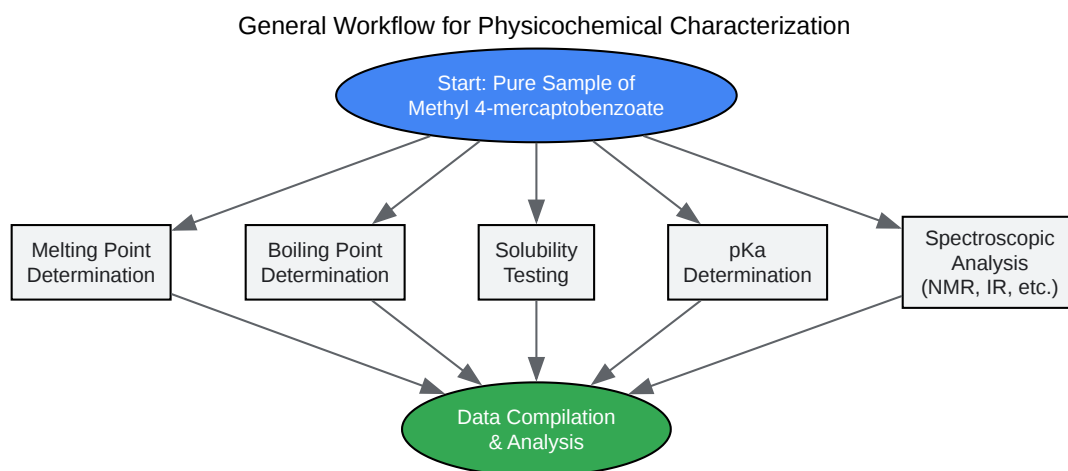 General Workflow for Physicochemical Characterization
Start: Pure Sample of
Methyl 4-mercaptobenzoate
Melting Point
Determination
Boiling Point
Determination
Solubility
Testing
pKa
Determination
Spectroscopic
Analysis
(NMR, IR, etc.)
Data Compilation
& Analysis